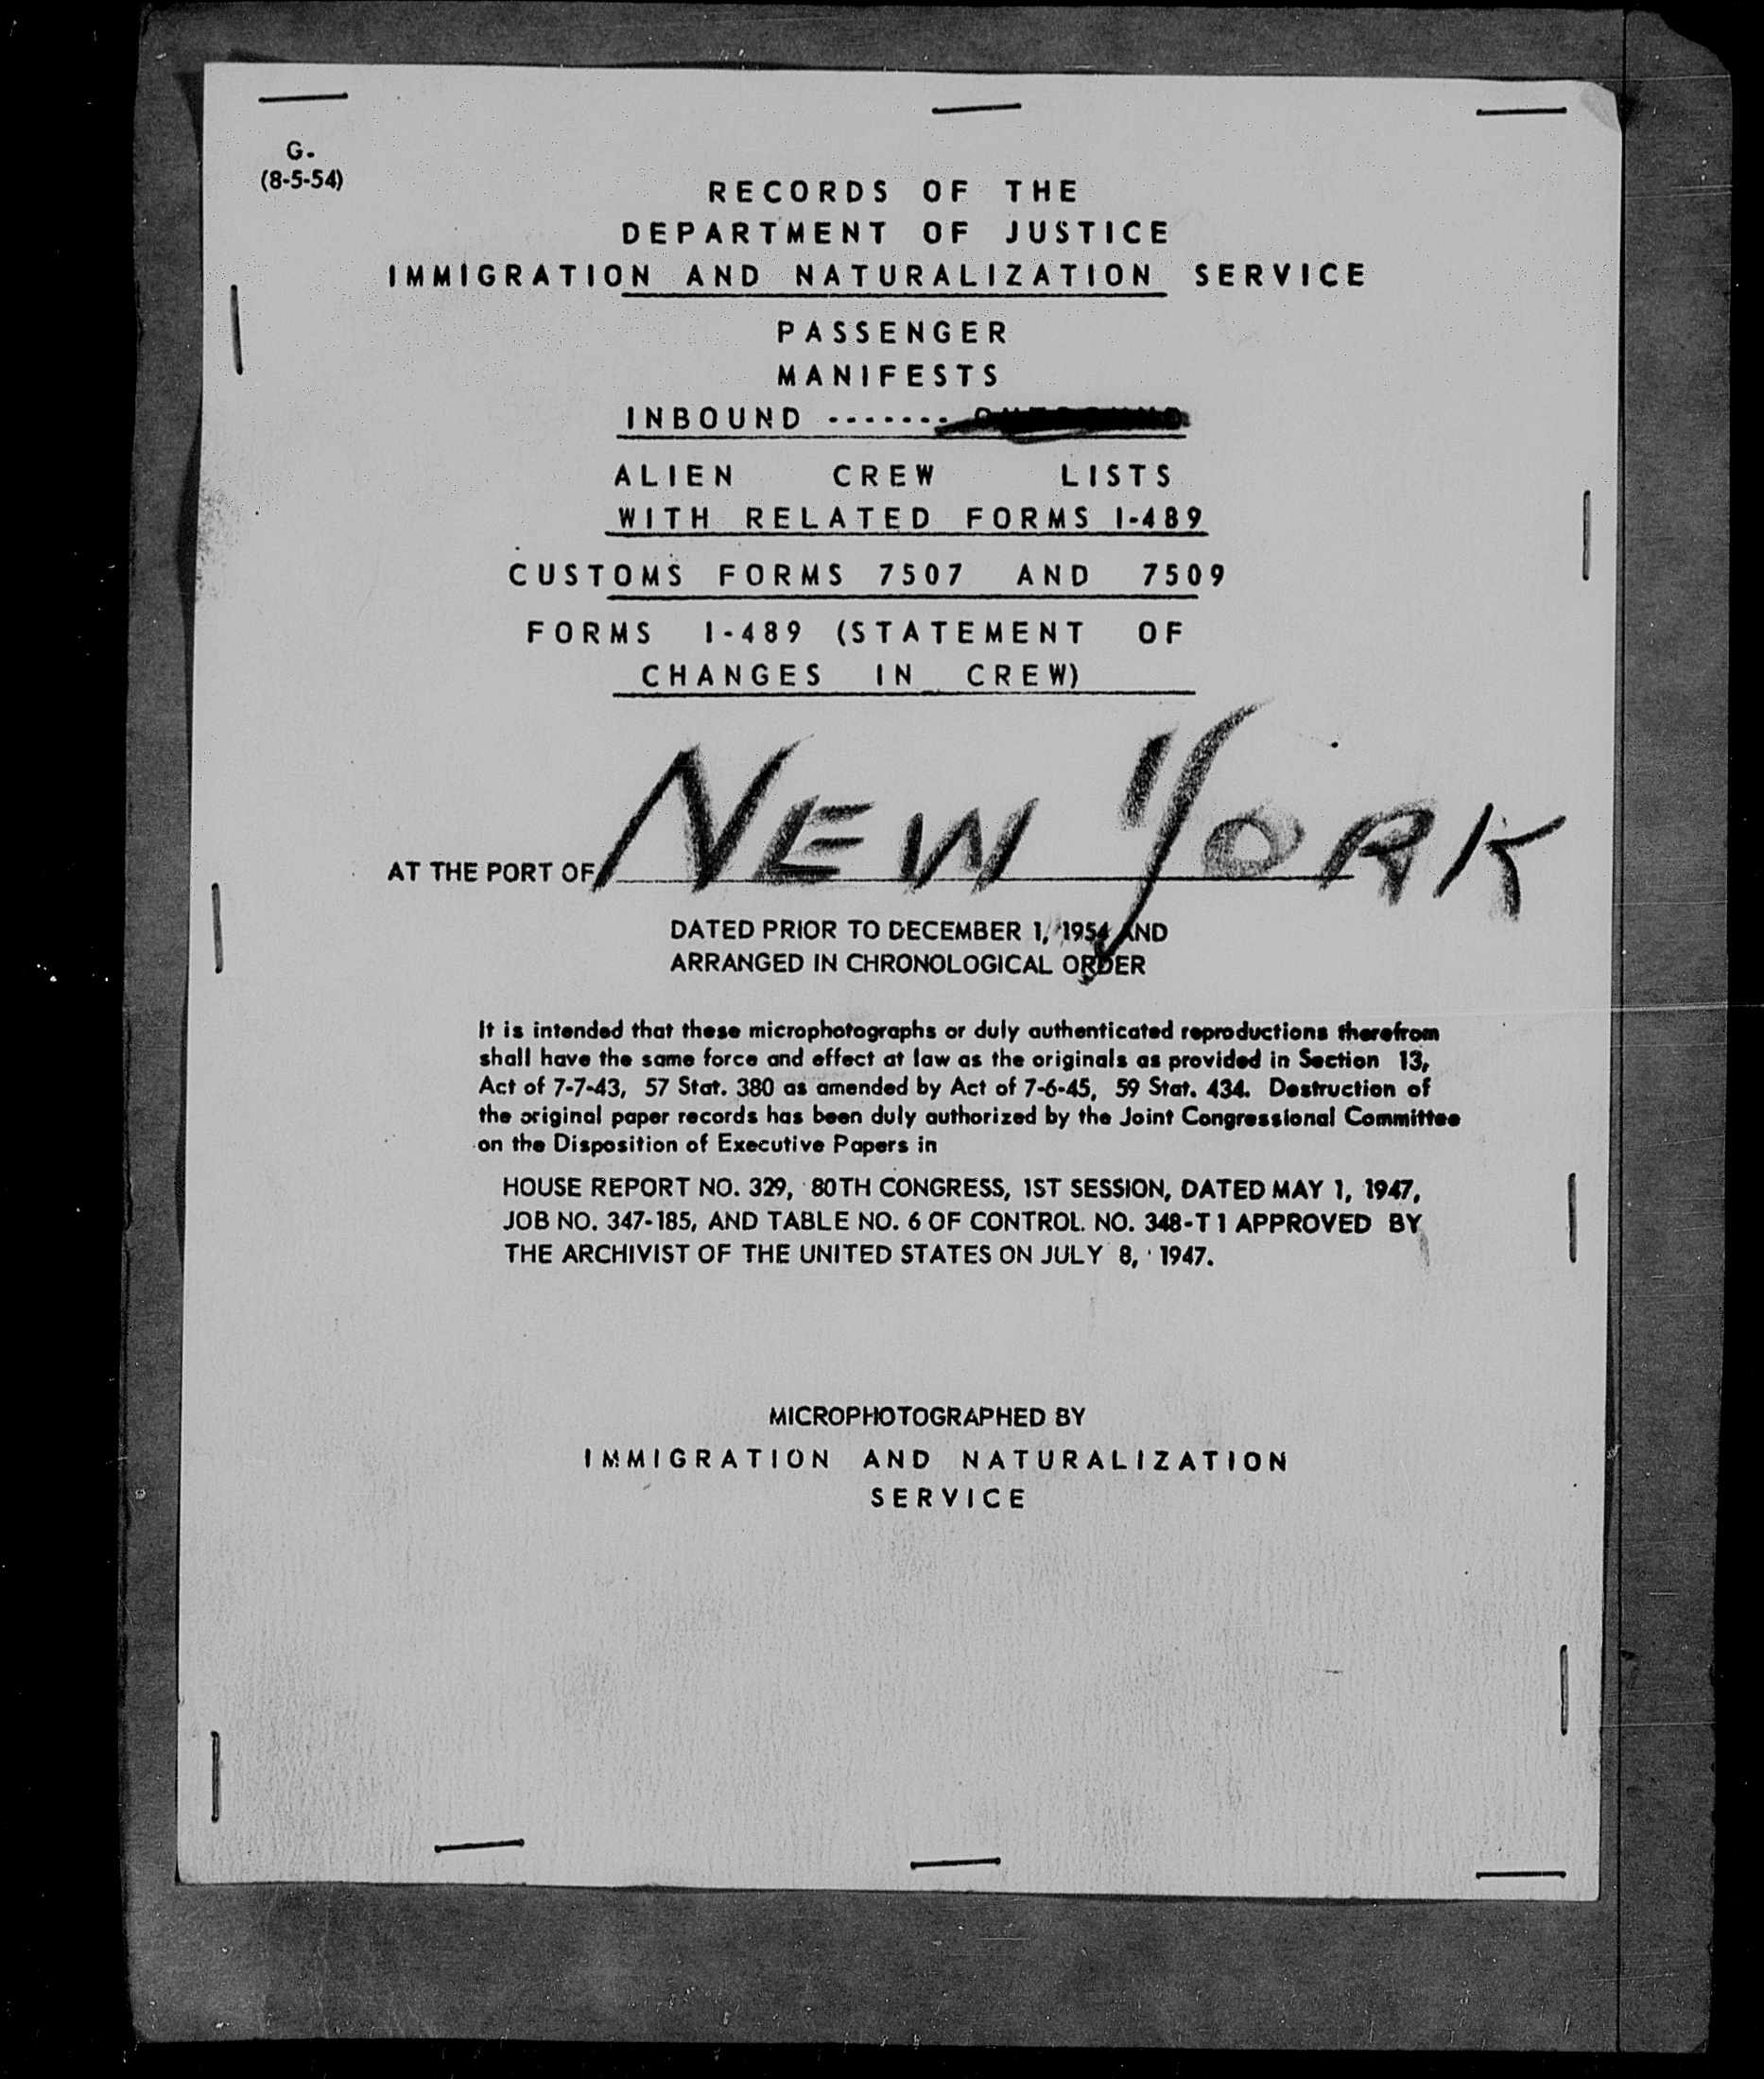 G.
(8-5-54)
RECORDS OF THE
DEPARTMENT OF JUSTICE
IMMIGRATION AND NATURALIZATION SERVICE
PASSENGER
MANIFESTS
INBOUND -------
ALIEN CREW LISTS
WITH RELATED FORMS I-489
CUSTOMS FORMS 7507 AND 7509
FORMS I-489 (STATEMENT OF
CHANGES IN CREW)
AT THE PORT OF NEW YORK
DATED PRIOR TO DECEMBER 1, 1954 AND
ARRANGED IN CHRONOLOGICAL ORDER
It is intended that these microphotographs or duly authenticated reproductions therefrom
shall have the same force and effect at law as the originals as provided in Section 13,
Act of 7-7-43, 57 Stat. 380 as amended by Act of 7-6-45, 59 Stat. 434. Destruction of
the original paper records has been duly authorized by the Joint Congressional Committee
on the Disposition of Executive Papers in
HOUSE REPORT NO. 329, 80TH CONGRESS, 1ST SESSION, DATED MAY 1, 1947,
JOB NO. 347-185, AND TABLE NO. 6 OF CONTROL NO. 348-T1 APPROVED BY
THE ARCHIVIST OF THE UNITED STATES ON JULY 8, 1947.
MICROPHOTOGRAPHED BY
IMMIGRATION AND NATURALIZATION
SERVICE